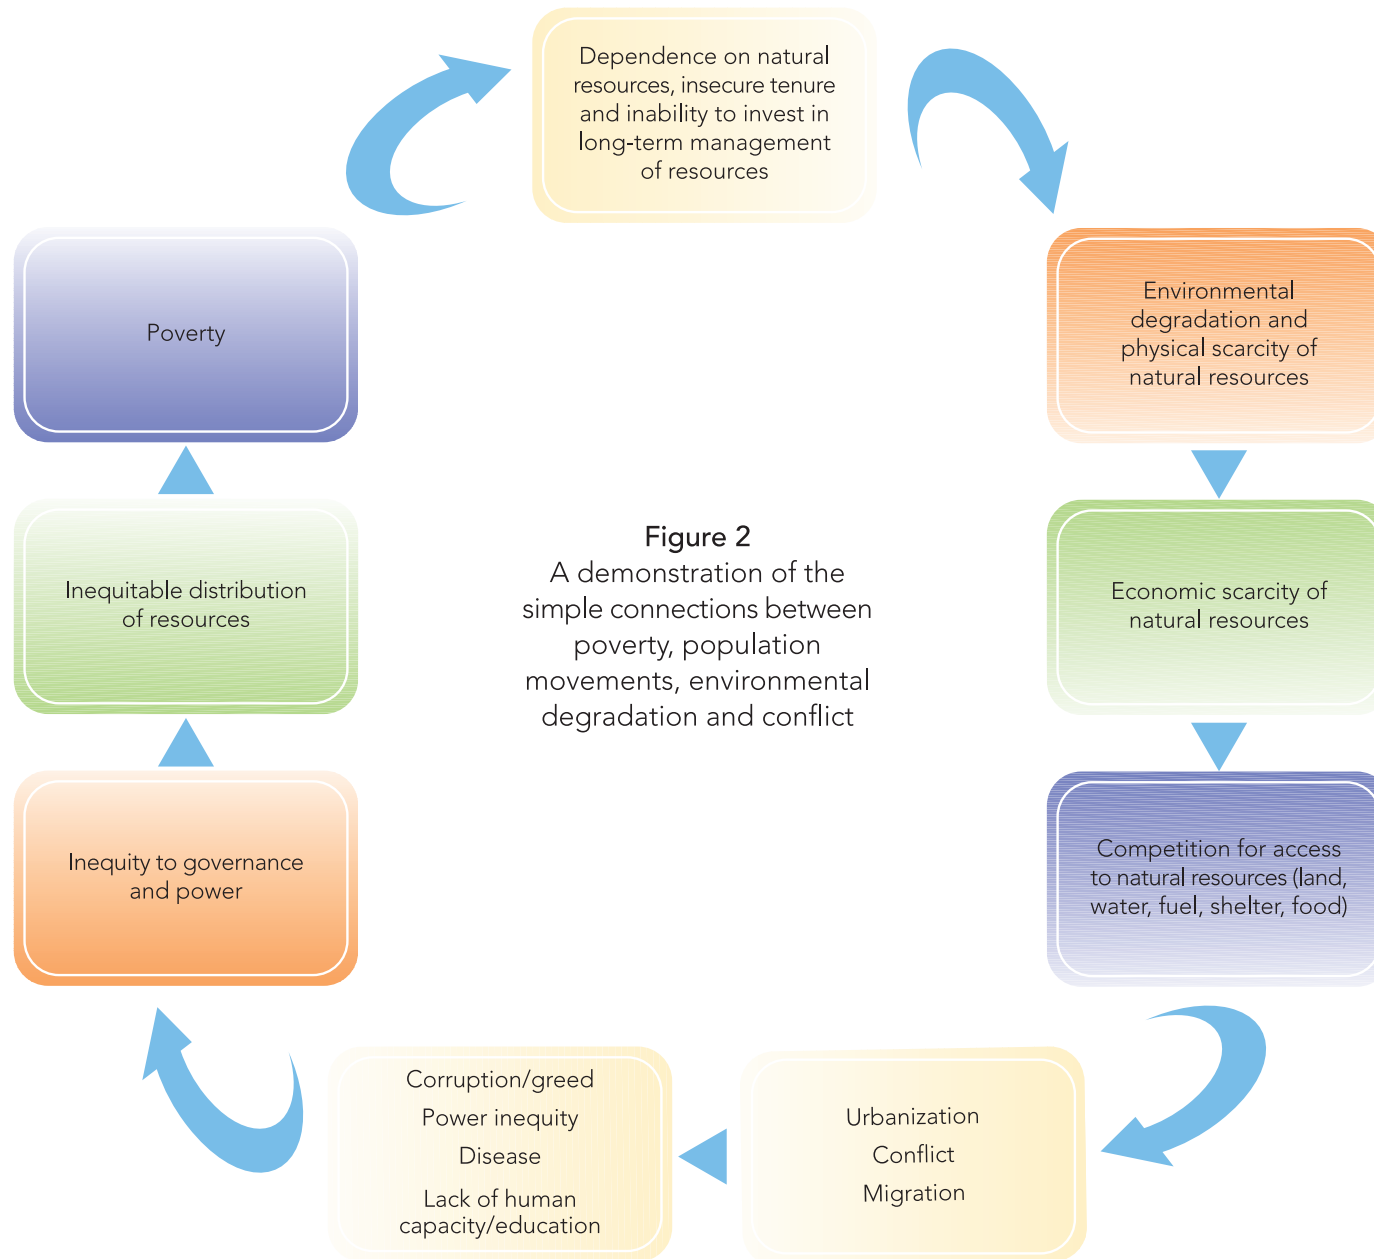 Dependence on natural
resources, insecure tenure
and inability to invest in
long-term management
of resources
Environmental
degradation and
physical scarcity of
natural resources
Economic scarcity of
natural resources
Competition for access
to natural resources (land,
water, fuel, shelter, food)
Urbanization
Conflict
Migration
Corruption/greed
Power inequity
Disease
Lack of human
capacity/education
Inequity to governance
and power
Inequitable distribution
of resources
Poverty
Figure 2
A demonstration of the
simple connections between
poverty, population
movements, environmental
degradation and conflict